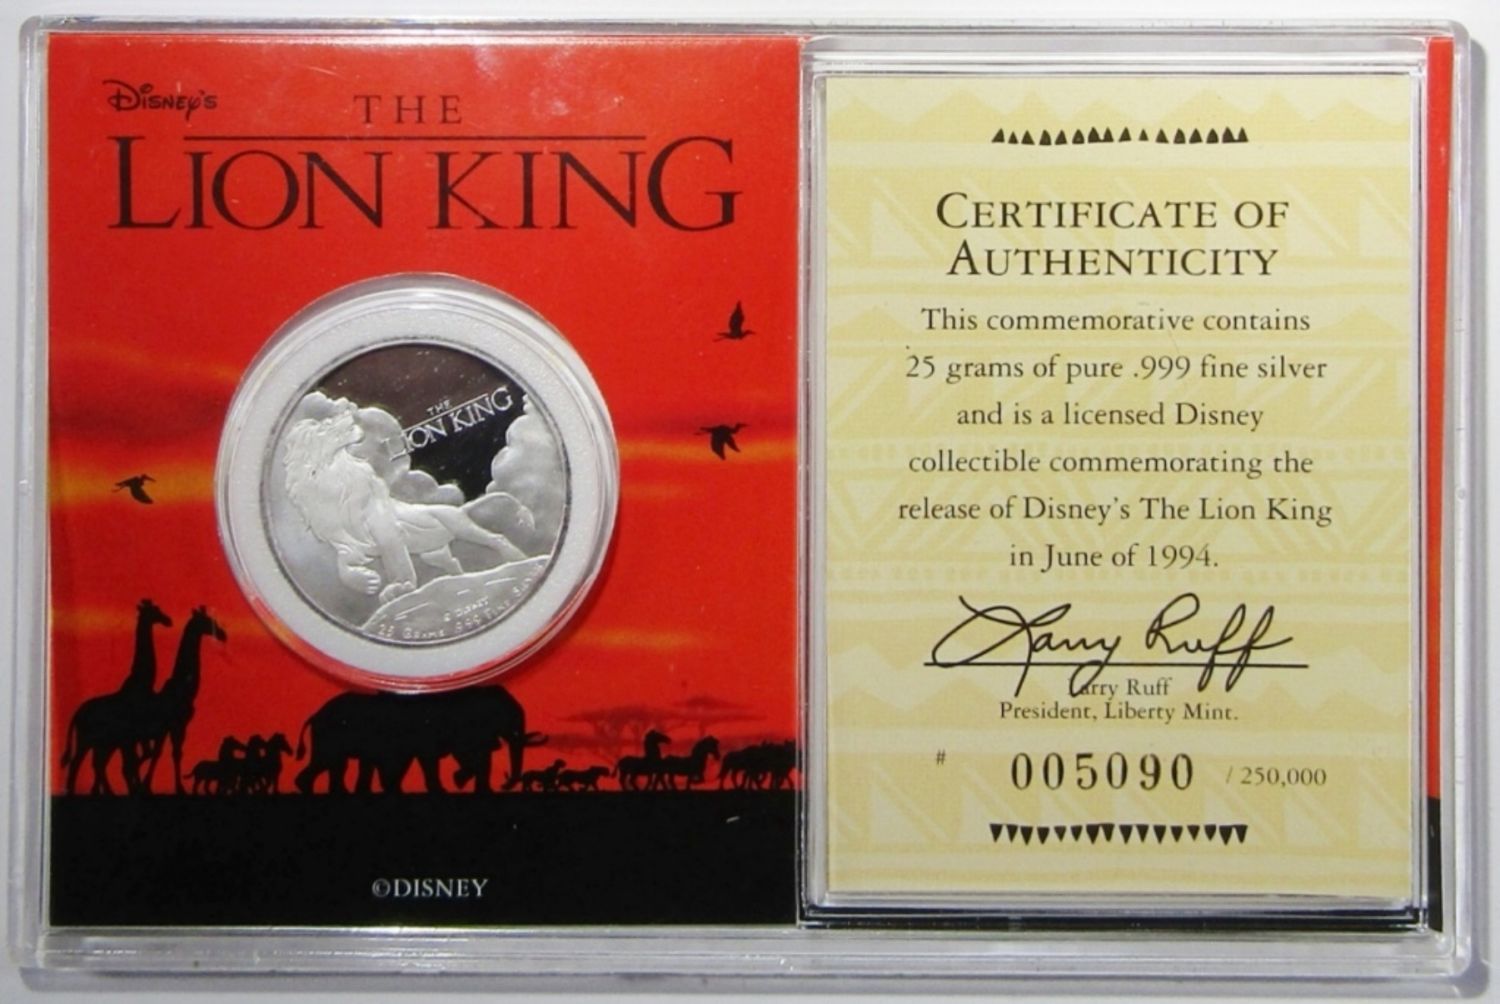 Disney's
THE
LION KING
THE
LION KING
© DISNEY
25 GRAMS .999 FINE SILVER
©DISNEY
CERTIFICATE OF
AUTHENTICITY
This commemorative contains
25 grams of pure .999 fine silver
and is a licensed Disney
collectible commemorating the
release of Disney's The Lion King
in June of 1994.
Larry Ruff
Larry Ruff
President, Liberty Mint.
# 005090 / 250,000